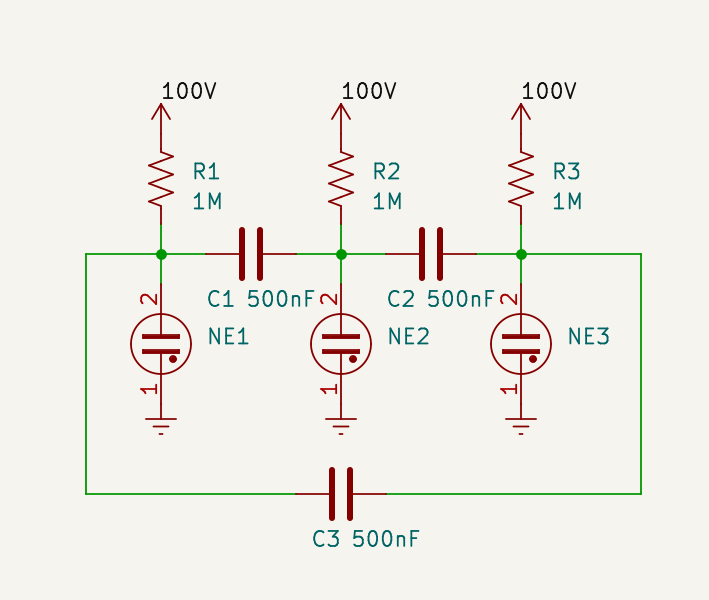 100V 100V 100V
R1 R2 R3
1M 1M 1M
C1 500nF C2 500nF
2 2 2
NE1 NE2 NE3
1 1 1
C3 500nF